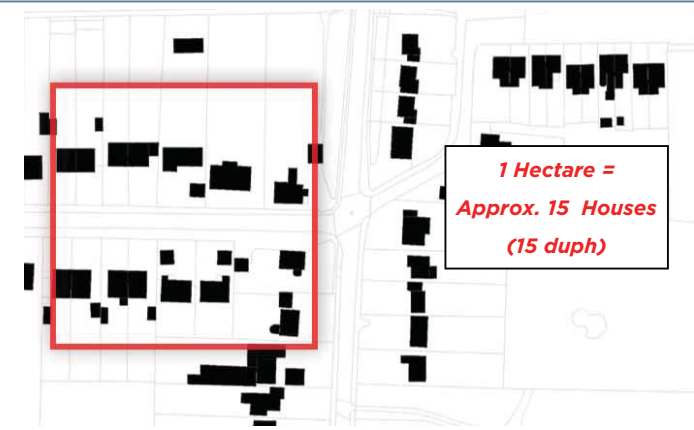 1 Hectare =
Approx. 15 Houses
(15 duph)